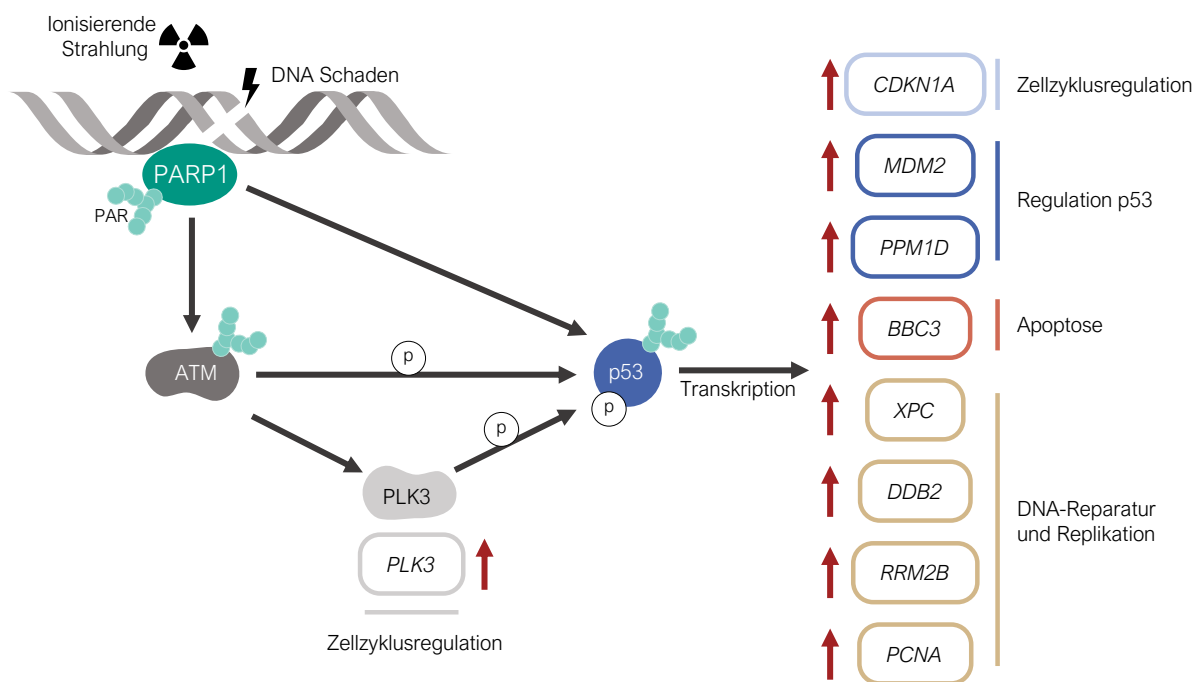 Ionisierende
Strahlung
DNA Schaden
PARP1
PAR
ATM
p
p
p53
p
Transkription
PLK3
PLK3
Zellzyklusregulation
CDKN1A
Zellzyklusregulation
MDM2
Regulation p53
PPM1D
BBC3
Apoptose
XPC
DDB2
DNA-Reparatur
und Replikation
RRM2B
PCNA